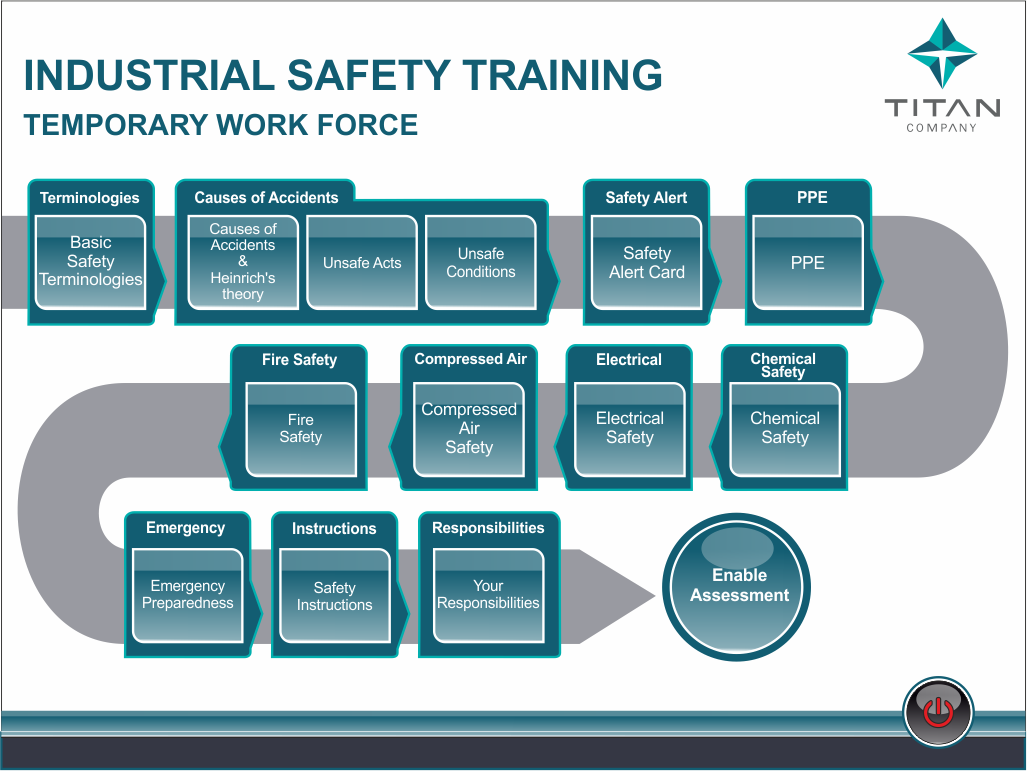 INDUSTRIAL SAFETY TRAINING
TEMPORARY WORK FORCE
TITAN
COMPANY
Terminologies
Basic
Safety
Terminologies
Causes of Accidents
Causes of
Accidents
&
Heinrich's
theory
Unsafe Acts
Unsafe
Conditions
Safety Alert
Safety
Alert Card
PPE
PPE
Fire Safety
Fire
Safety
Compressed Air
Compressed
Air
Safety
Electrical
Electrical
Safety
Chemical
Safety
Chemical
Safety
Emergency
Emergency
Preparedness
Instructions
Safety
Instructions
Responsibilities
Your
Responsibilities
Enable
Assessment